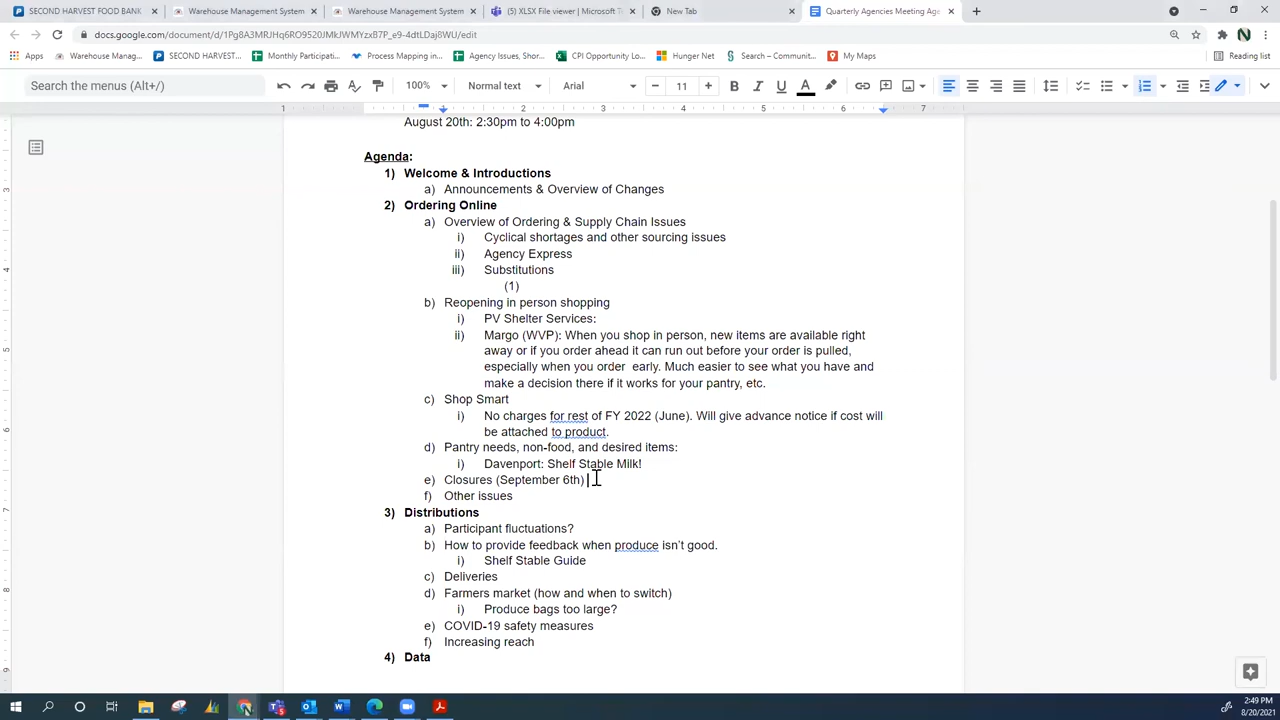 SECOND HARVEST FOOD BANK
Warehouse Management System
Warehouse Management System
(5) XLSX File viewer | Microsoft T
New Tab
Quarterly Agencies Meeting Age
docs.google.com/document/d/
Apps
Warehouse Manag...
SECOND HARVEST...
Monthly Participati...
Process Mapping in...
Agency Issues, Shor...
CPI Opportunity Lo...
Hunger Net
Search – Communit...
My Maps
Reading list
Search the menus (Alt+/)
100%
Normal text
Arial
11
1 1 2 3 4 5 6 7
August 20th: 2:30pm to 4:00pm
Agenda:
1) Welcome & Introductions
a) Announcements & Overview of Changes
2) Ordering Online
a) Overview of Ordering & Supply Chain Issues
i) Cyclical shortages and other sourcing issues
ii) Agency Express
iii) Substitutions
(1)
b) Reopening in person shopping
i) PV Shelter Services:
ii) Margo (WVP): When you shop in person, new items are available right
away or if you order ahead it can run out before your order is pulled,
especially when you order early. Much easier to see what you have and
make a decision there if it works for your pantry, etc.
c) Shop Smart
i) No charges for rest of FY 2022 (June). Will give advance notice if cost will
be attached to product.
d) Pantry needs, non-food, and desired items:
i) Davenport: Shelf Stable Milk!
e) Closures (September 6th)
f) Other issues
3) Distributions
a) Participant fluctuations?
b) How to provide feedback when produce isn't good.
i) Shelf Stable Guide
c) Deliveries
d) Farmers market (how and when to switch)
i) Produce bags too large?
e) COVID-19 safety measures
f) Increasing reach
4) Data
2:49 PM
8/20/2021